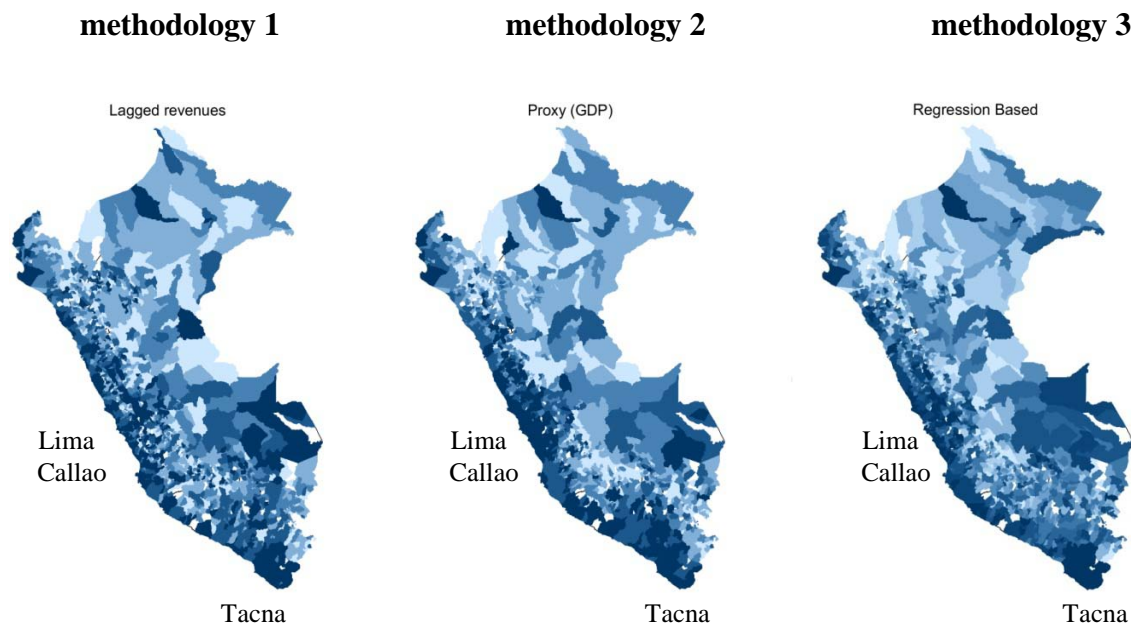 methodology 1
methodology 2
methodology 3
Lagged revenues
Proxy (GDP)
Regression Based
Lima
Callao
Lima
Callao
Lima
Callao
Tacna
Tacna
Tacna